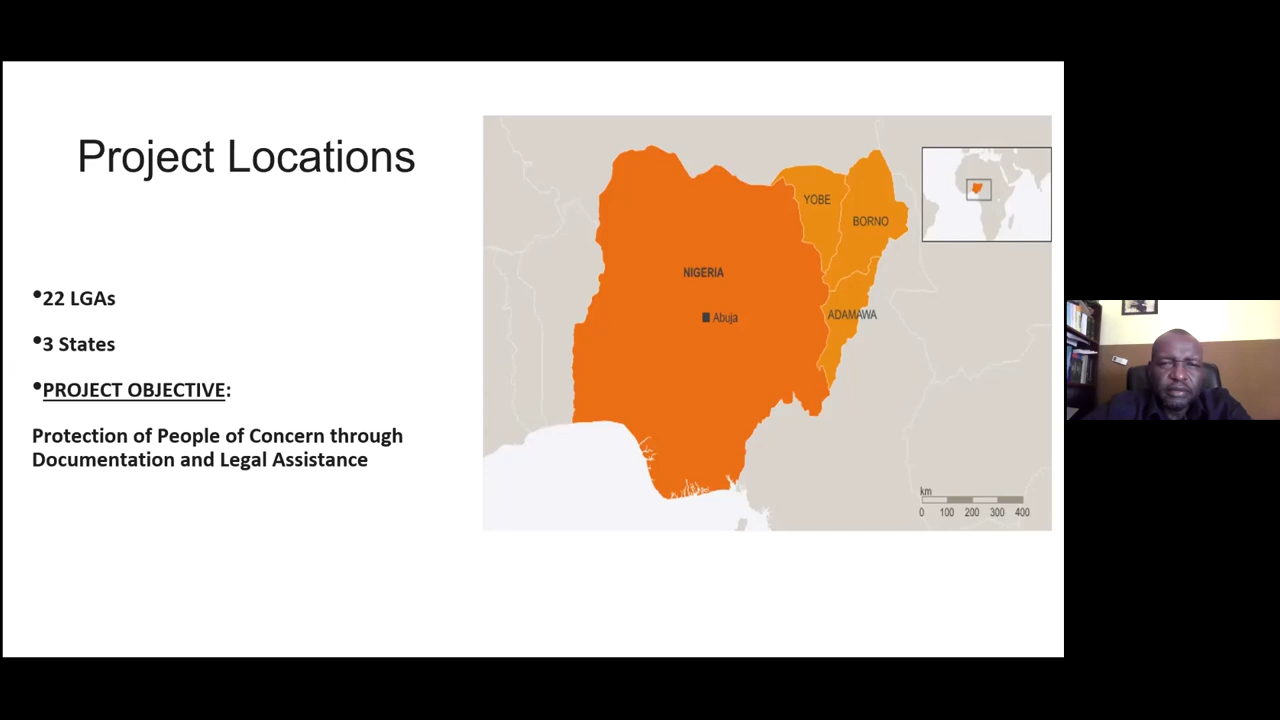 Project Locations
•22 LGAs
•3 States
•PROJECT OBJECTIVE:
Protection of People of Concern through
Documentation and Legal Assistance
YOBE
BORNO
NIGERIA
Abuja
ADAMAWA
km
0 100 200 300 400